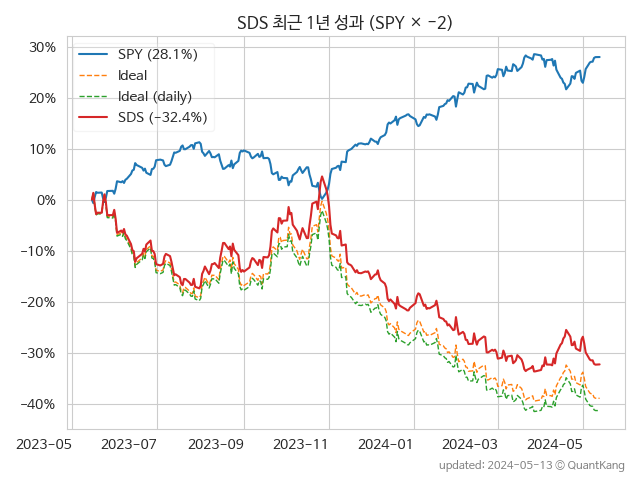 SDS 최근 1년 성과 (SPY × −2)
30%
20%
10%
0%
−10%
−20%
−30%
−40%
SPY (28.1%)
Ideal
Ideal (daily)
SDS (−32.4%)
2023-05
2023-07
2023-09
2023-11
2024-01
2024-03
2024-05
updated: 2024-05-13 ⓒ QuantKang